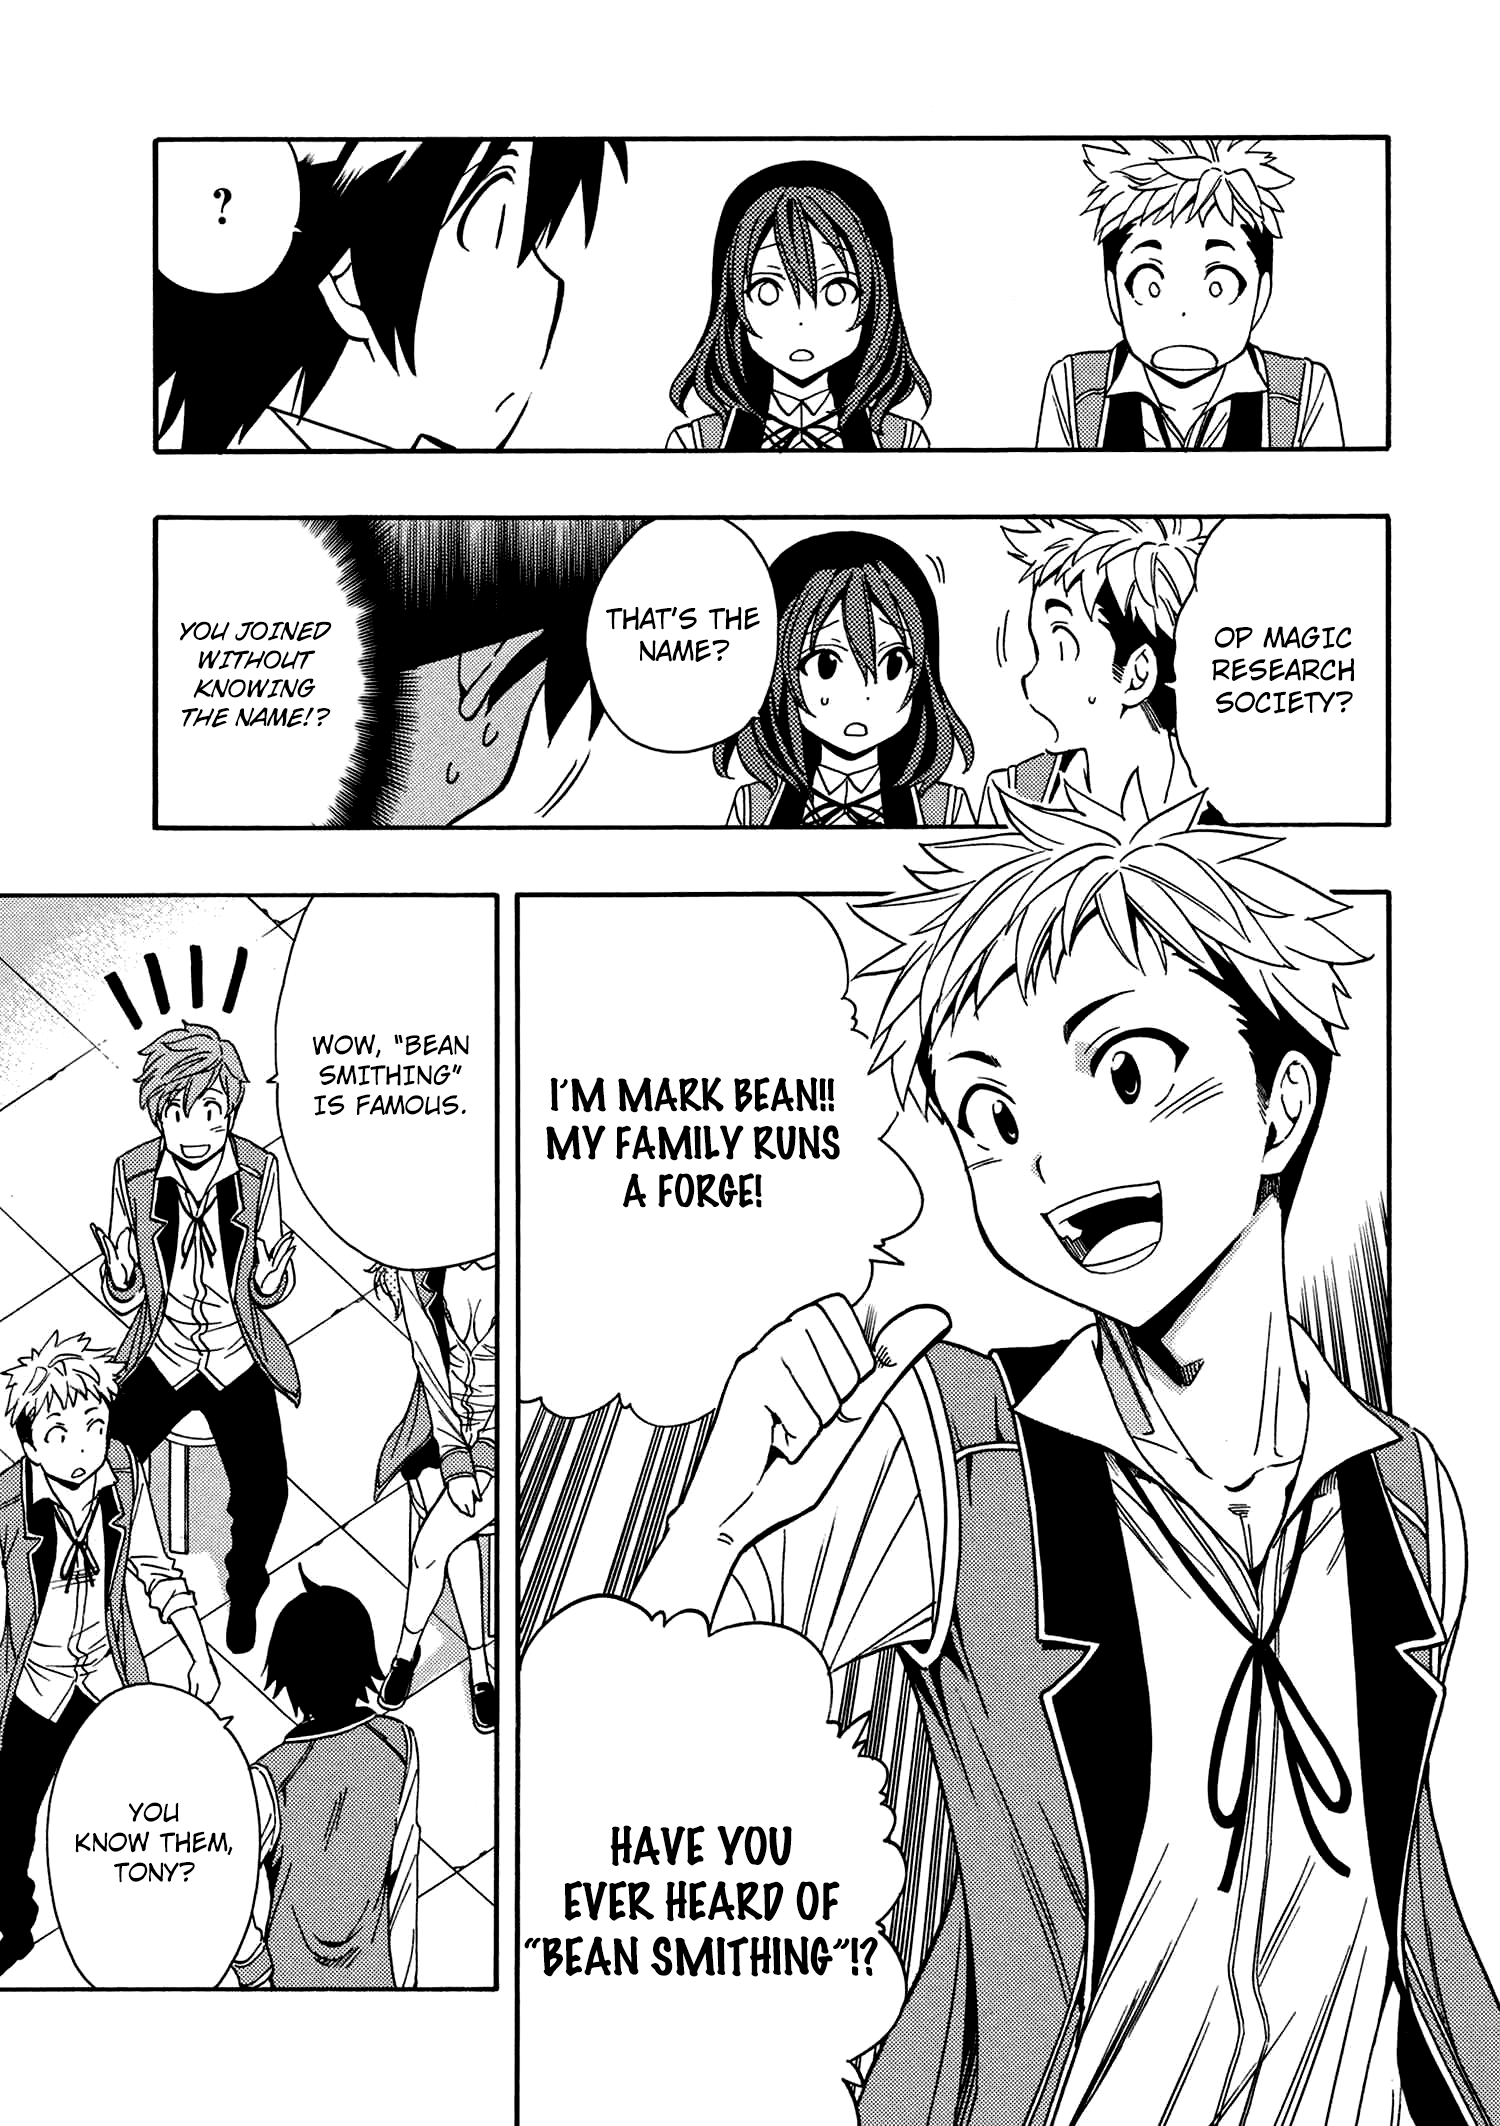 ?
OP MAGIC
RESEARCH
SOCIETY?
THAT'S THE
NAME?
YOU JOINED
WITHOUT
KNOWING
THE NAME!?
I'M MARK BEAN!!
MY FAMILY RUNS
A FORGE!
HAVE YOU
EVER HEARD OF
"BEAN SMITHING"!?
WOW, "BEAN
SMITHING"
IS FAMOUS.
YOU
KNOW THEM,
TONY?